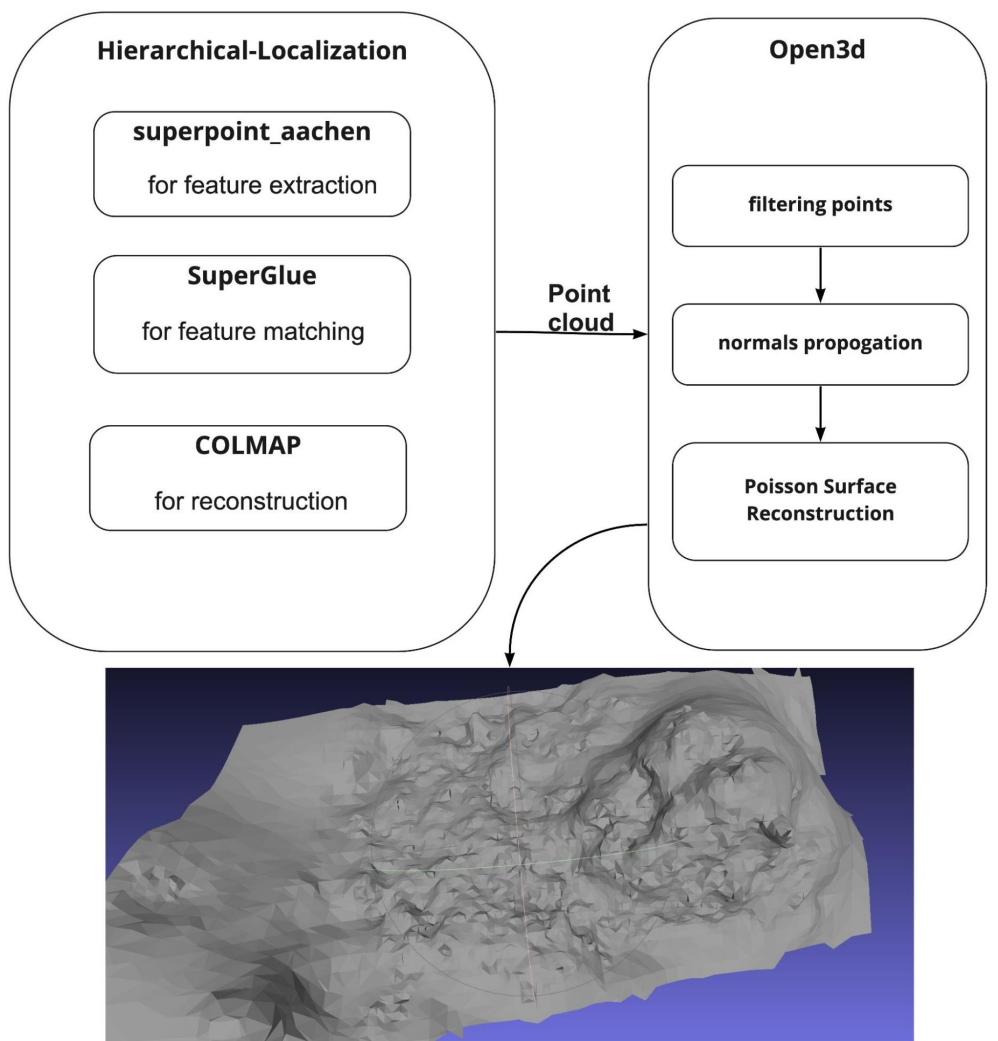 Hierarchical-Localization
superpoint_aachen
for feature extraction
SuperGlue
for feature matching
COLMAP
for reconstruction
Point
cloud
Open3d
filtering points
normals propogation
Poisson Surface
Reconstruction